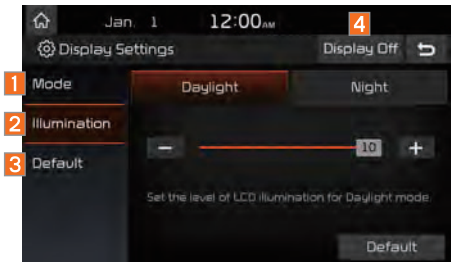 Jan. 1 12:00AM
4
Display Settings Display Off
1 Mode
Daylight Night
2 Illumination
10
3 Default
Set the level of LCD illumination for Daylight mode.
Default